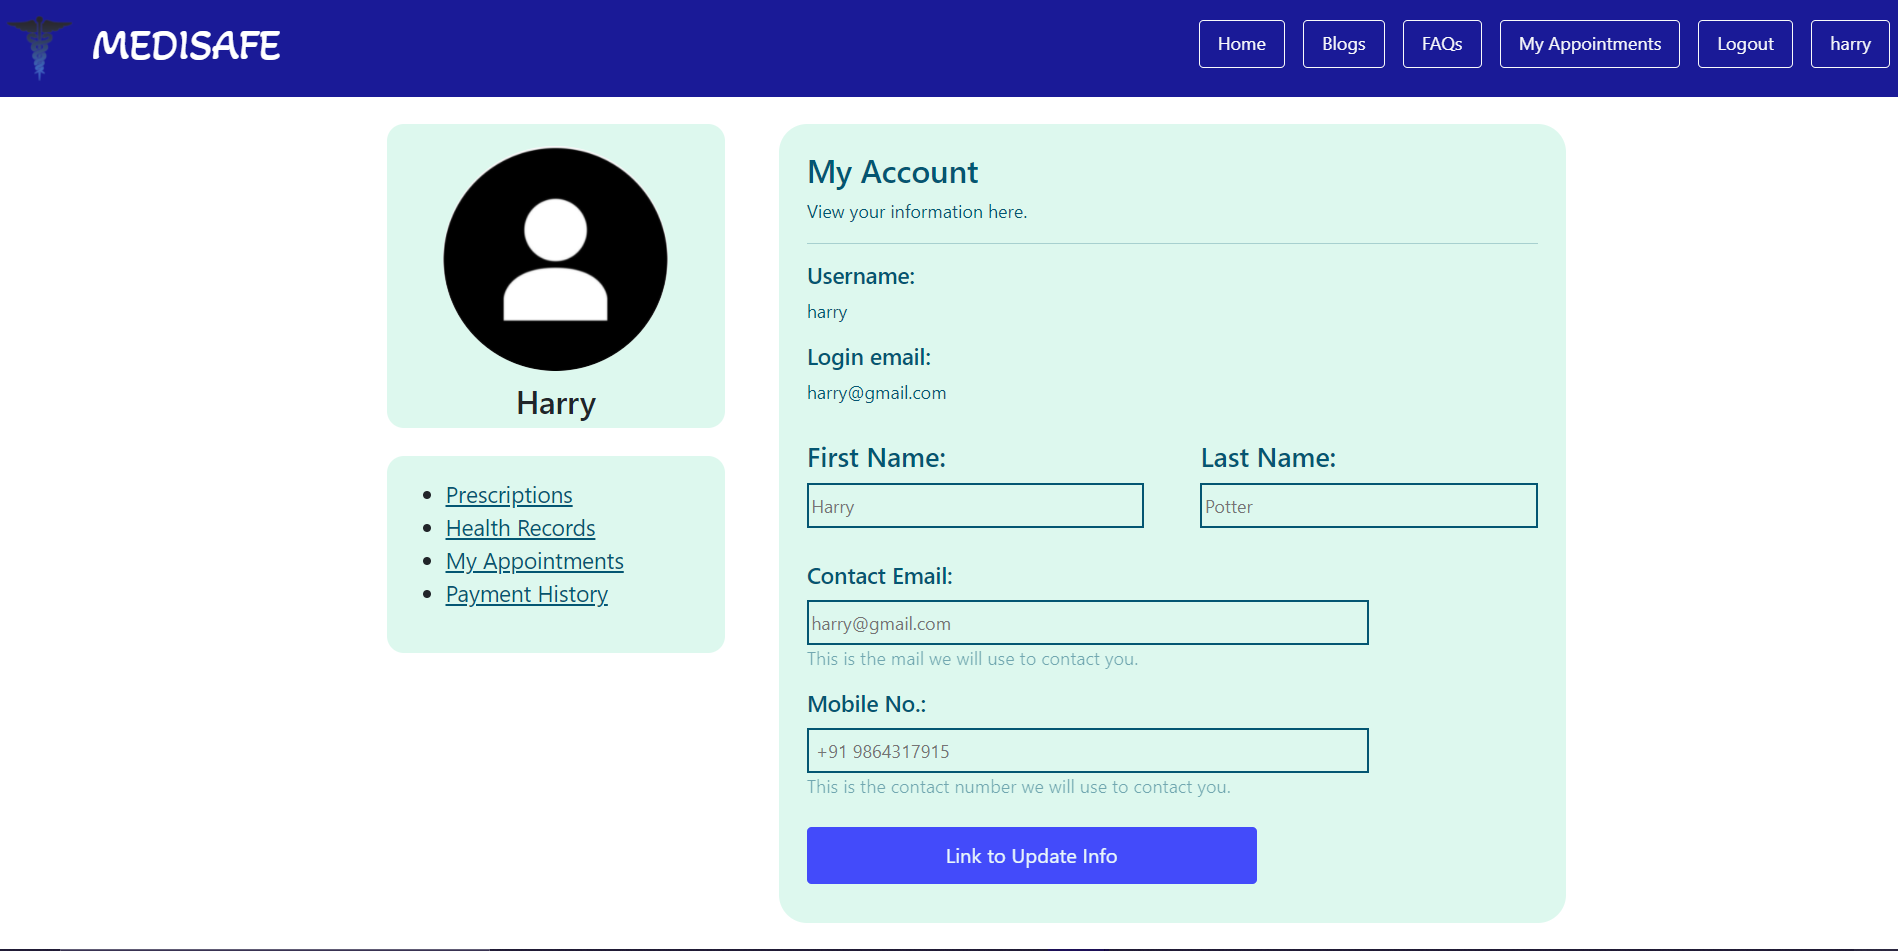 MEDISAFE
Home Blogs FAQs My Appointments Logout harry
Harry
Prescriptions
Health Records
My Appointments
Payment History
My Account
View your information here.
Username:
harry
Login email:
harry@gmail.com
First Name: Last Name:
Harry Potter
Contact Email:
harry@gmail.com
This is the mail we will use to contact you.
Mobile No.:
+91 9864317915
This is the contact number we will use to contact you.
Link to Update Info